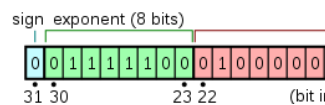 sign exponent (8 bits)
0 0 1 1 1 1 1 0 0 0 1 0 0 0 0 0
31 30 23 22 (bit in